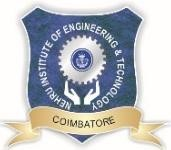 NEHRU INSTITUTE OF ENGINEERING & TECHNOLOGY
COIMBATORE